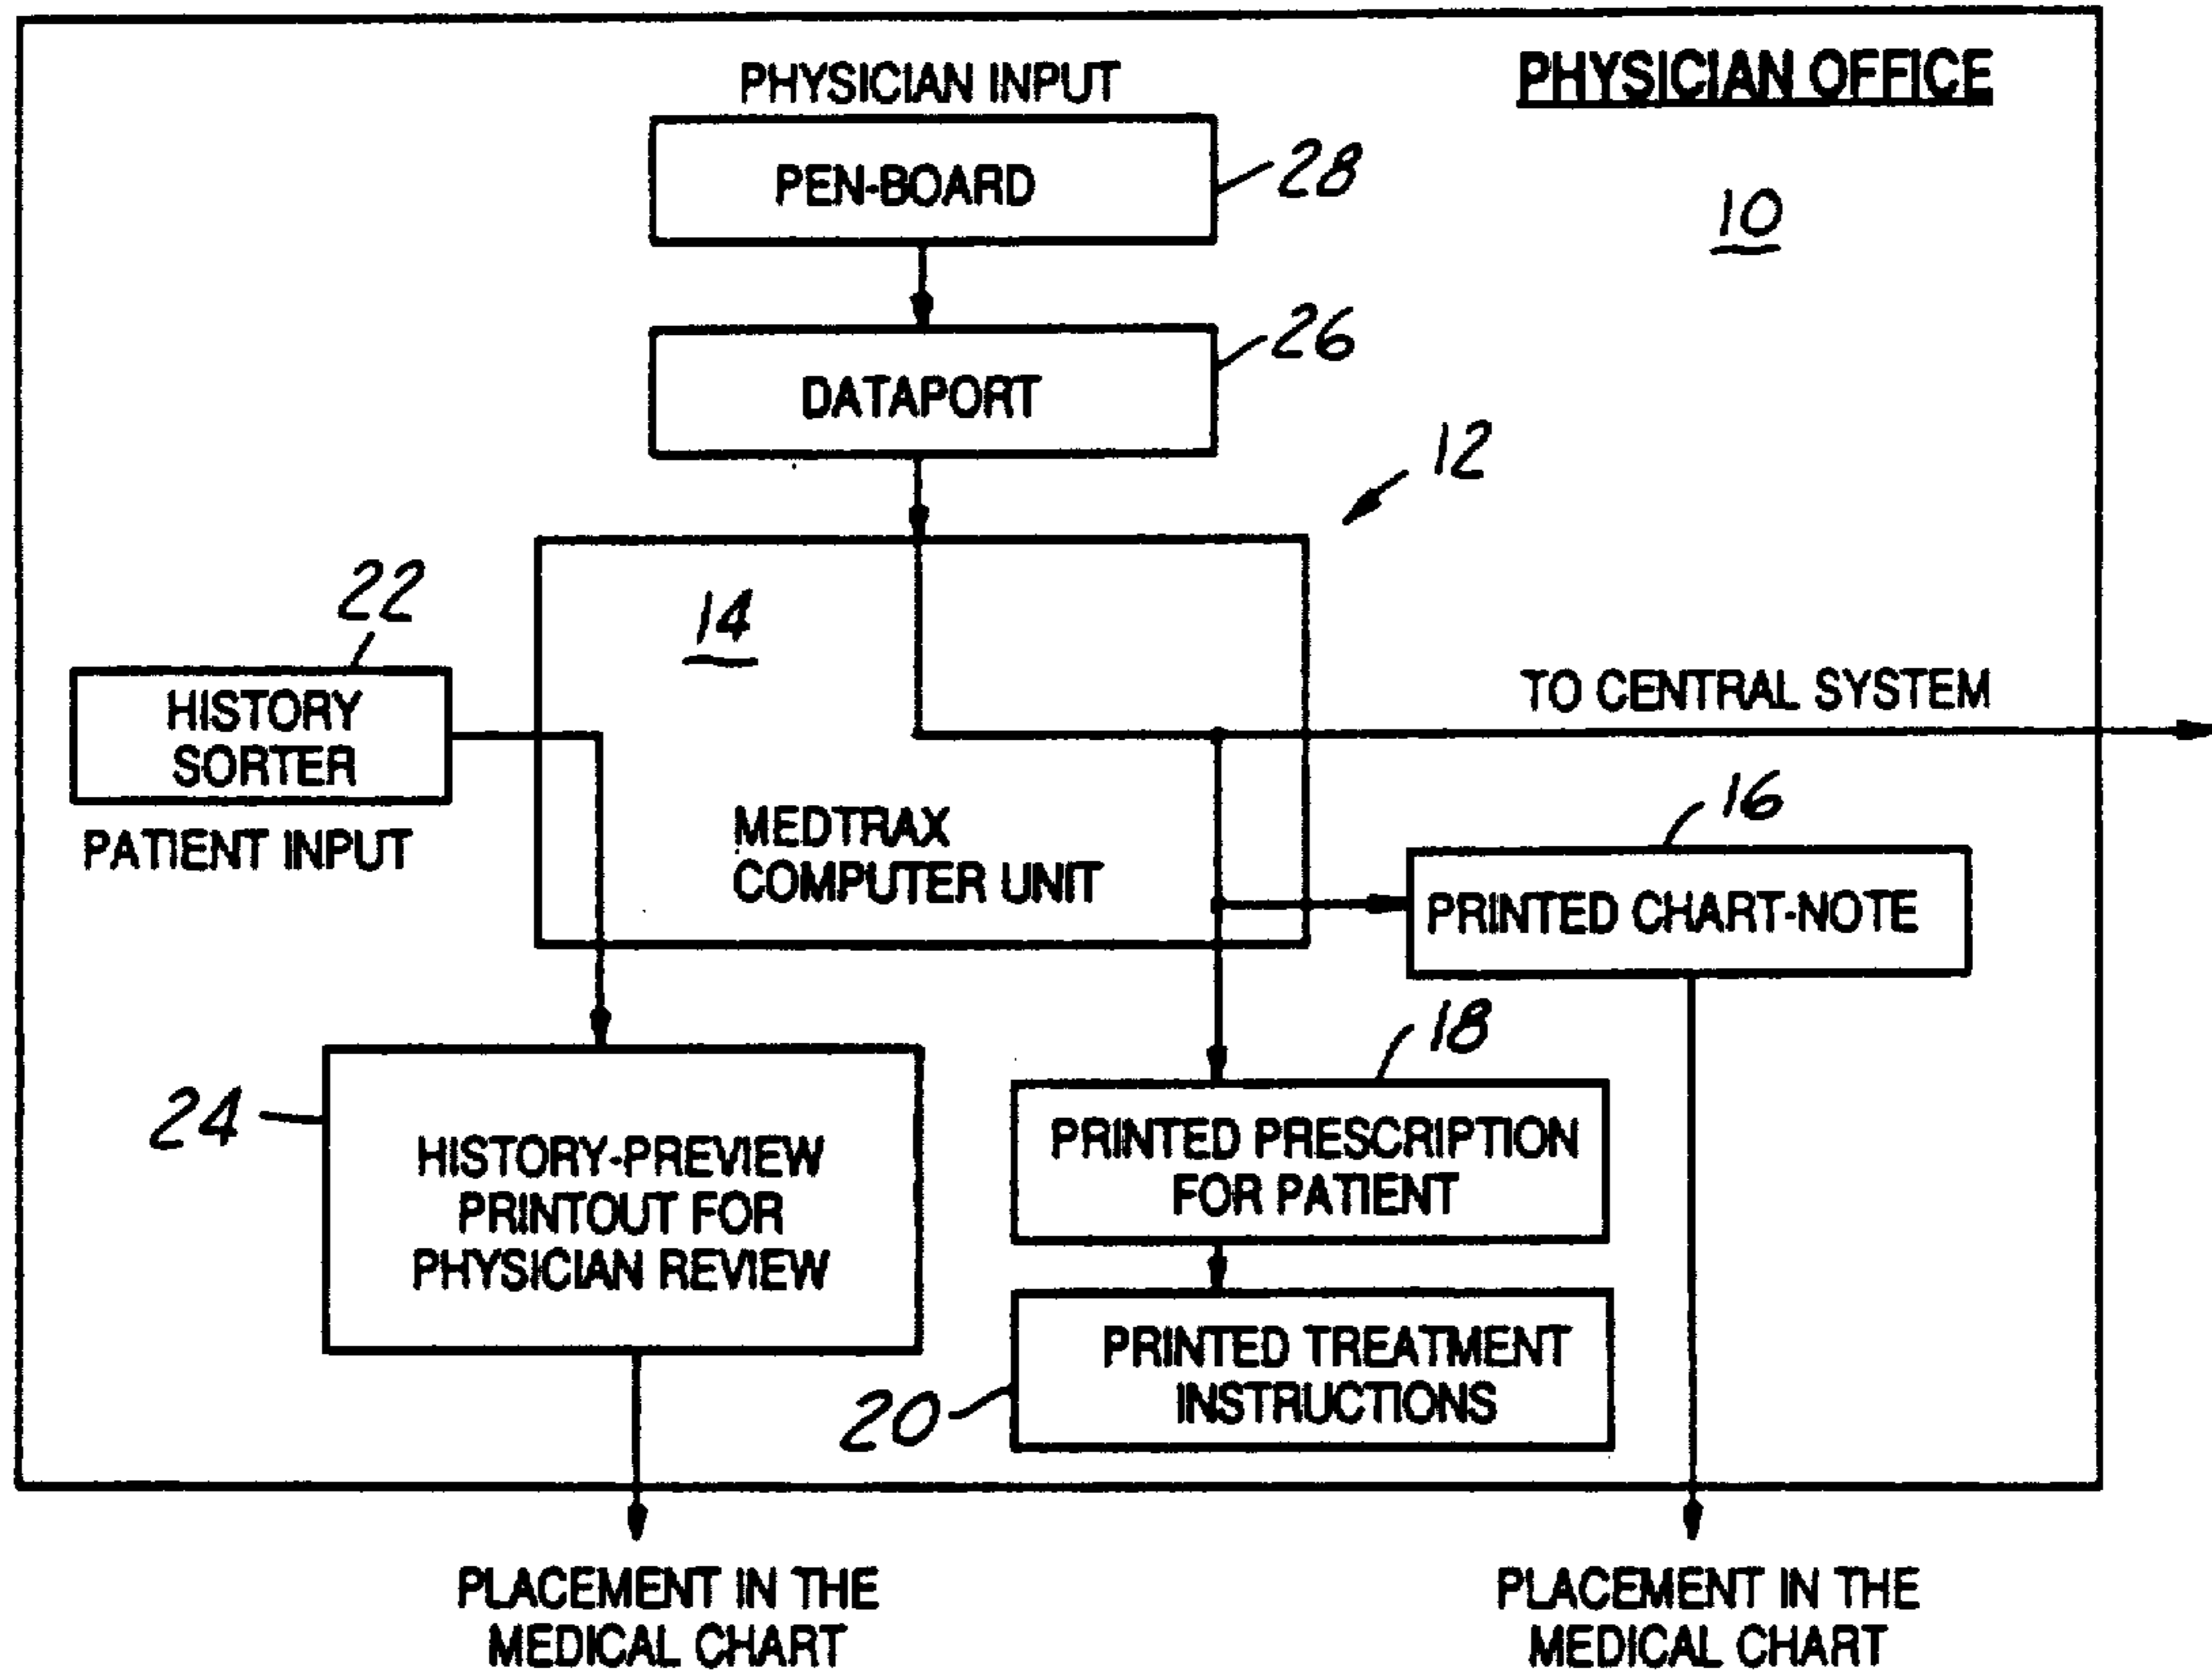 PHYSICIAN OFFICE
10
PHYSICIAN INPUT
PEN-BOARD
28
DATAPORT
26
12
14
22
HISTORY
SORTER
PATIENT INPUT
MEDTRAX
COMPUTER UNIT
TO CENTRAL SYSTEM
16
PRINTED CHART-NOTE
18
24
HISTORY-PREVIEW
PRINTOUT FOR
PHYSICIAN REVIEW
PRINTED PRESCRIPTION
FOR PATIENT
PRINTED TREATMENT
INSTRUCTIONS
20
PLACEMENT IN THE
MEDICAL CHART
PLACEMENT IN THE
MEDICAL CHART